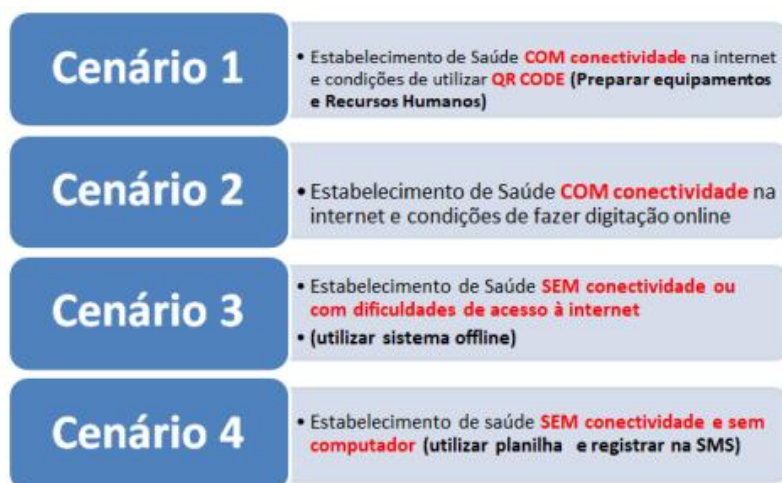 Cenário 1
• Estabelecimento de Saúde COM conectividade na internet
e condições de utilizar QR CODE (Preparar equipamentos
e Recursos Humanos)
Cenário 2
• Estabelecimento de Saúde COM conectividade na
internet e condições de fazer digitação online
Cenário 3
• Estabelecimento de Saúde SEM conectividade ou
com dificuldades de acesso à internet
• (utilizar sistema offline)
Cenário 4
• Estabelecimento de saúde SEM conectividade e sem
computador (utilizar planilha e registrar na SMS)